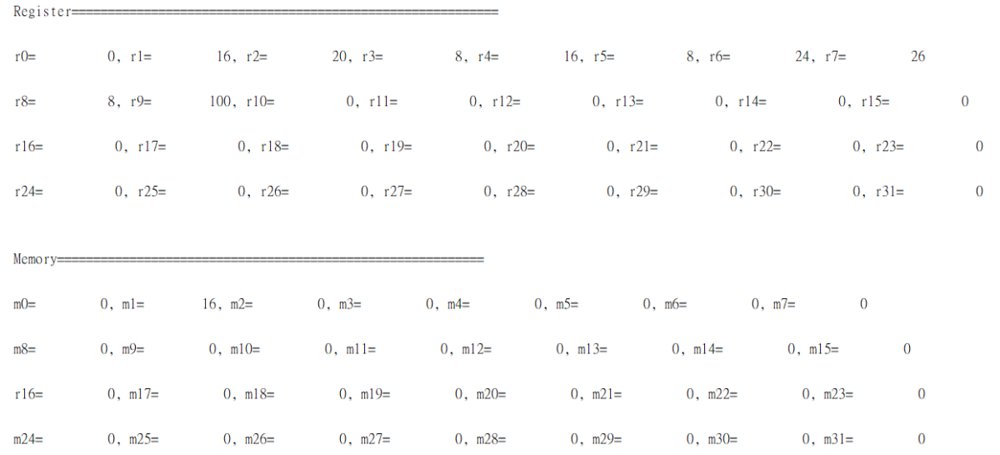 Register===========================================================
r0= 0, r1= 16, r2= 20, r3= 8, r4= 16, r5= 8, r6= 24, r7= 26
r8= 8, r9= 100, r10= 0, r11= 0, r12= 0, r13= 0, r14= 0, r15= 0
r16= 0, r17= 0, r18= 0, r19= 0, r20= 0, r21= 0, r22= 0, r23= 0
r24= 0, r25= 0, r26= 0, r27= 0, r28= 0, r29= 0, r30= 0, r31= 0
Memory===========================================================
m0= 0, m1= 16, m2= 0, m3= 0, m4= 0, m5= 0, m6= 0, m7= 0
m8= 0, m9= 0, m10= 0, m11= 0, m12= 0, m13= 0, m14= 0, m15= 0
r16= 0, m17= 0, m18= 0, m19= 0, m20= 0, m21= 0, m22= 0, m23= 0
m24= 0, m25= 0, m26= 0, m27= 0, m28= 0, m29= 0, m30= 0, m31= 0